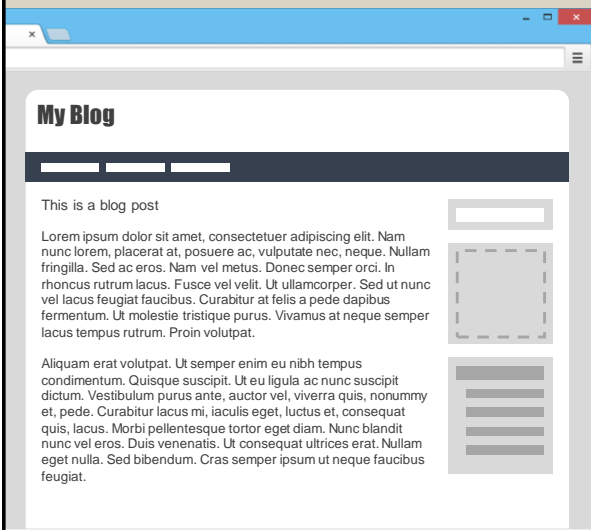 My Blog
This is a blog post
Lorem ipsum dolor sit amet, consectetuer adipiscing elit. Nam
nunc lorem, placerat at, posuere ac, vulputate nec, neque. Nullam
fringilla. Sed ac eros. Nam vel metus. Donec semper orci. In
rhoncus rutrum lacus. Fusce vel velit. Ut ullamcorper. Sed ut nunc
vel lacus feugiat faucibus. Curabitur at felis a pede dapibus
fermentum. Ut molestie tristique purus. Vivamus at neque semper
lacus tempus rutrum. Proin volutpat.
Aliquam erat volutpat. Ut semper enim eu nibh tempus
condimentum. Quisque suscipit. Ut eu ligula ac nunc suscipit
dictum. Vestibulum purus ante, auctor vel, viverra quis, nonummy
et, pede. Curabitur lacus mi, iaculis eget, luctus et, consequat
quis, lacus. Morbi pellentesque tortor eget diam. Nunc blandit
nunc vel eros. Duis venenatis. Ut consequat ultrices erat. Nullam
eget nulla. Sed bibendum. Cras semper ipsum ut neque faucibus
feugiat.